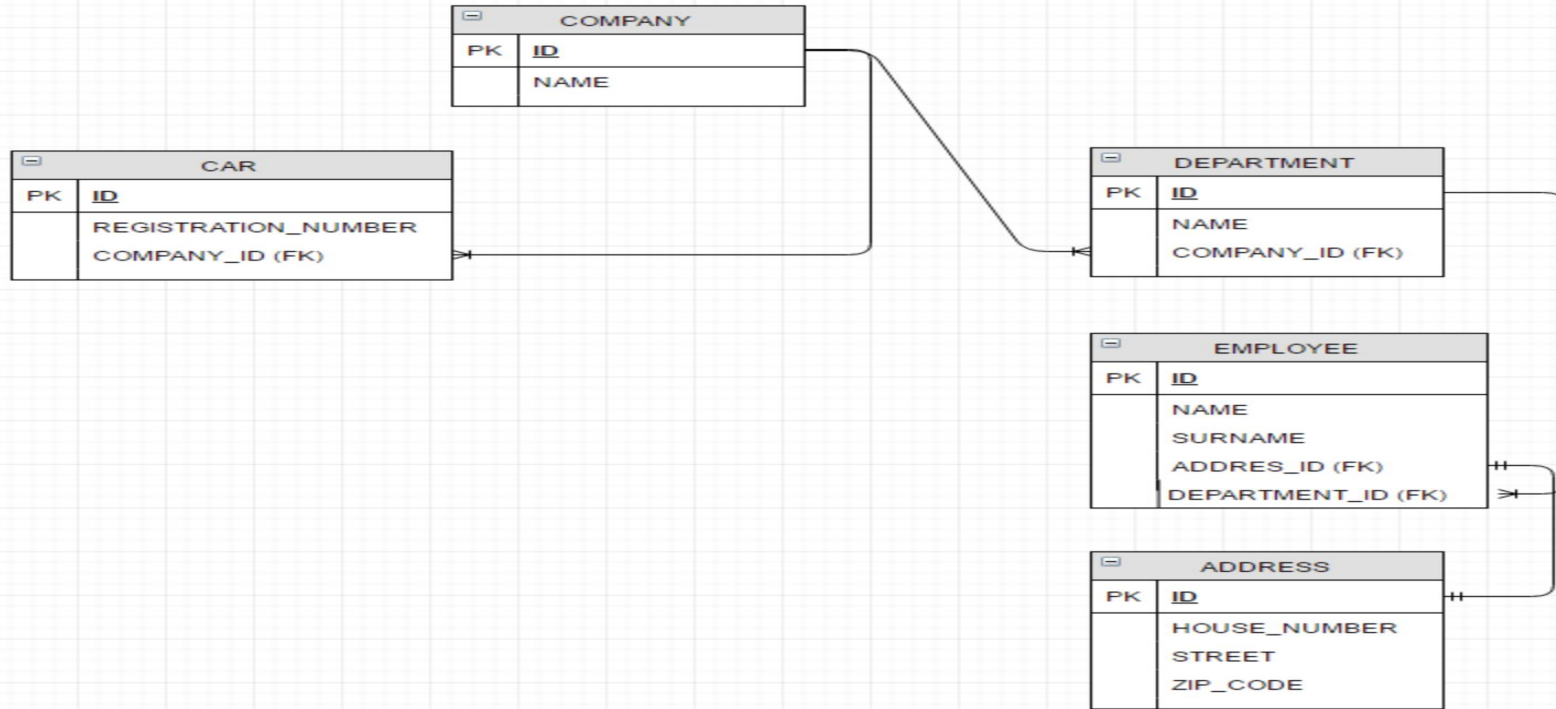 COMPANY
PK ID
NAME
CAR
PK ID
REGISTRATION_NUMBER
COMPANY_ID (FK)
DEPARTMENT
PK ID
NAME
COMPANY_ID (FK)
EMPLOYEE
PK ID
NAME
SURNAME
ADDRES_ID (FK)
DEPARTMENT_ID (FK)
ADDRESS
PK ID
HOUSE_NUMBER
STREET
ZIP_CODE